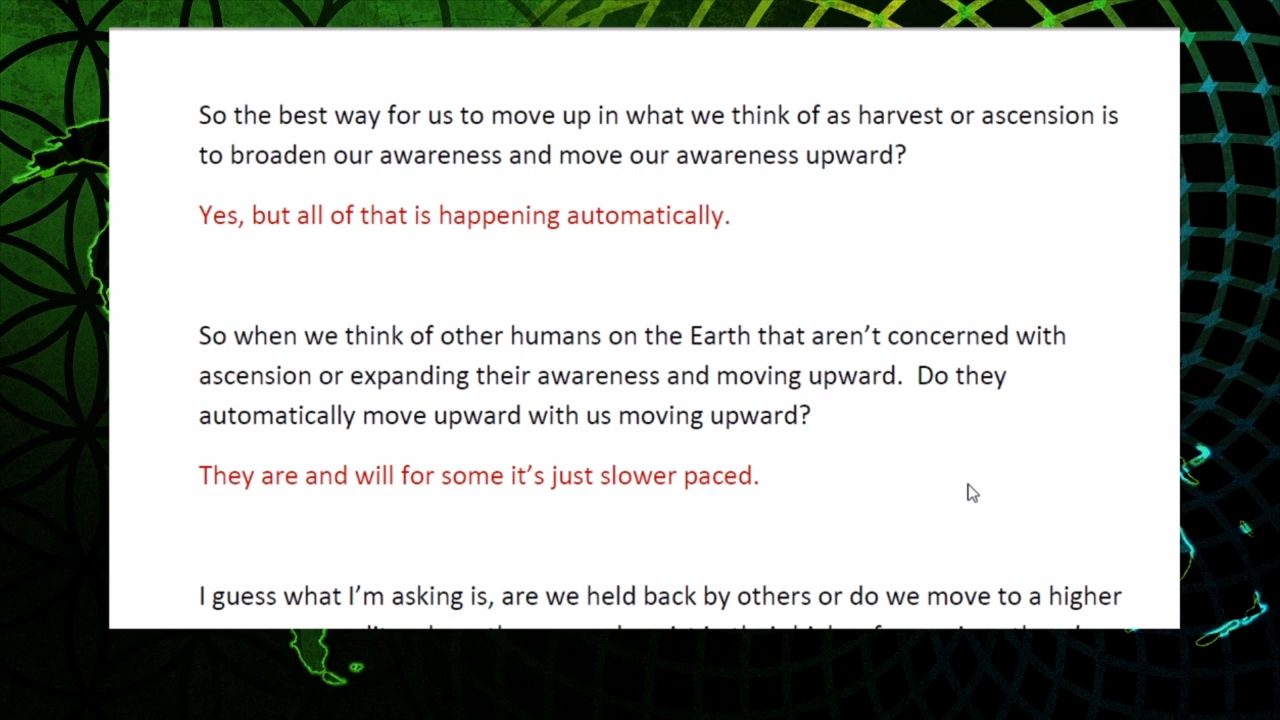 So the best way for us to move up in what we think of as harvest or ascension is
to broaden our awareness and move our awareness upward?
Yes, but all of that is happening automatically.
So when we think of other humans on the Earth that aren’t concerned with
ascension or expanding their awareness and moving upward.  Do they
automatically move upward with us moving upward?
They are and will for some it’s just slower paced.
I guess what I’m asking is, are we held back by others or do we move to a higher